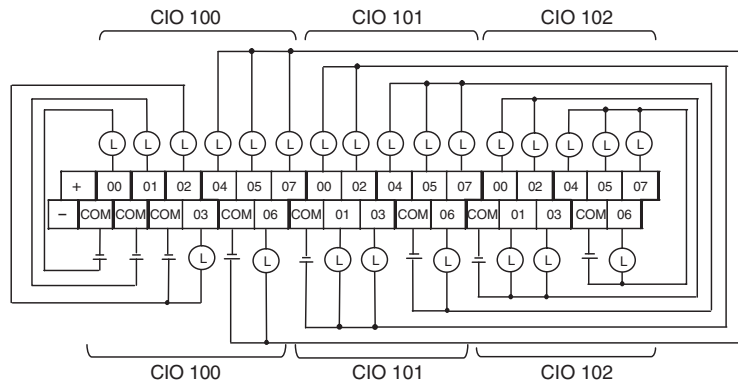 CIO 100 CIO 101 CIO 102
L L L L L L L L L L L L L L L L
+ 00 01 02 04 05 07 00 02 04 05 07 00 02 04 05 07
− COM COM COM 03 COM 06 COM 01 03 COM 06 COM 01 03 COM 06
L L L L L L L L
CIO 100 CIO 101 CIO 102